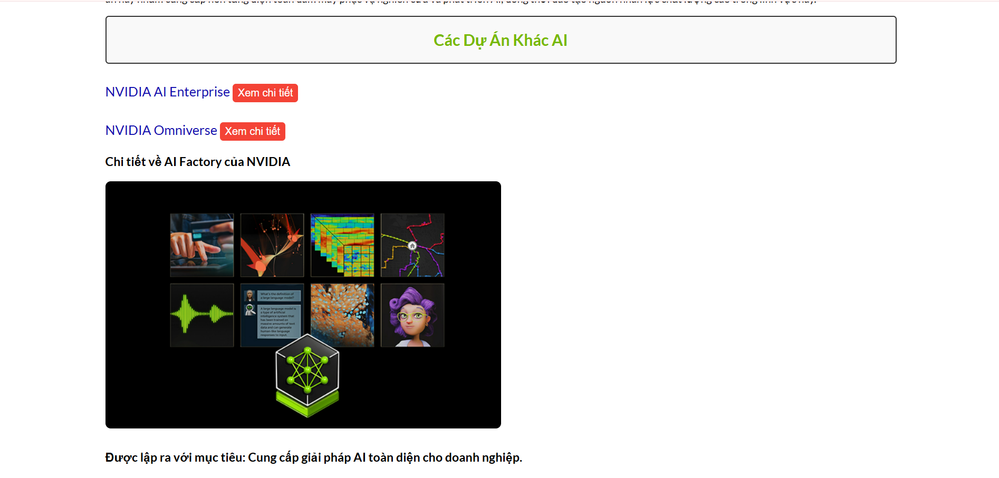 Các Dự Án Khác AI
NVIDIA AI Enterprise Xem chi tiết
NVIDIA Omniverse Xem chi tiết
Chi tiết về AI Factory của NVIDIA
What's the definition of
a large language model?
A large language model is
a type of artificial
intelligence system that
has been trained on
massive amounts of text
data and can generate
human-like language
responses to input.
Được lập ra với mục tiêu: Cung cấp giải pháp AI toàn diện cho doanh nghiệp.